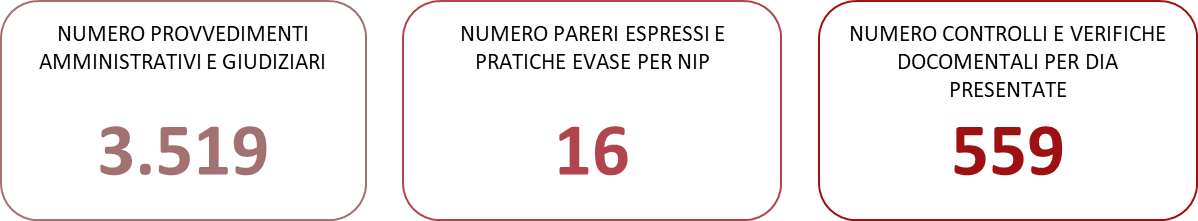 NUMERO PROVVEDIMENTI
AMMINISTRATIVI E GIUDIZIARI
3.519
NUMERO PARERI ESPRESSI E
PRATICHE EVASE PER NIP
16
NUMERO CONTROLLI E VERIFICHE
DOCOMENTALI PER DIA
PRESENTATE
559